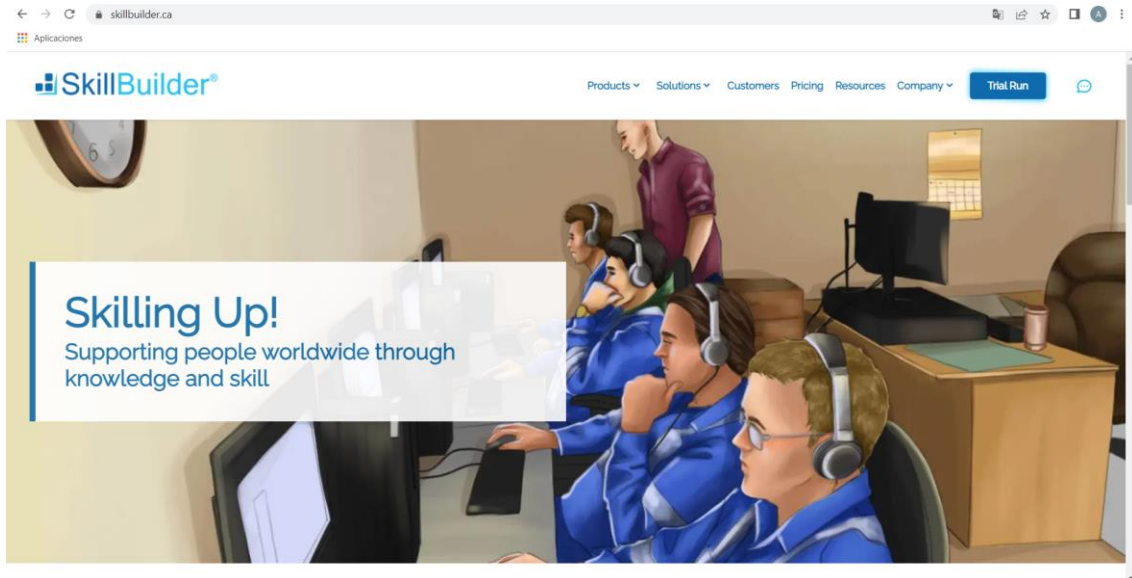 skillbuilder.ca
A
Aplicaciones
SkillBuilder®
Products Solutions Customers Pricing Resources Company Trial Run
Skilling Up!
Supporting people worldwide through
knowledge and skill